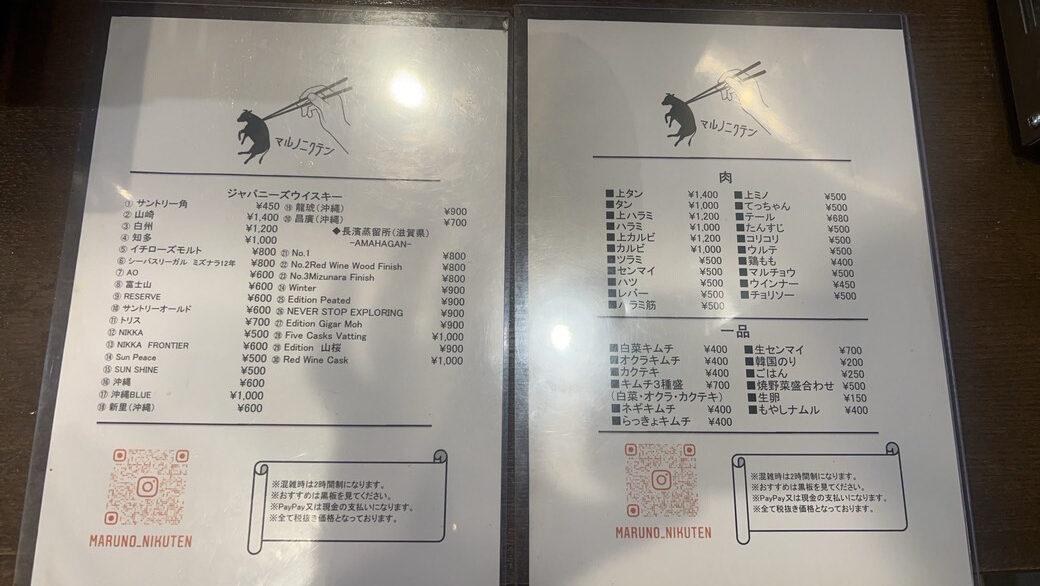 マルノニクテン
ジャパニーズウイスキー
① サントリー角 ¥450
② 山崎 ¥1,400
③ 白州 ¥1,200
④ 知多 ¥1,000
⑤ イチローズモルト ¥800
⑥ シーバスリーガル ミズナラ12年 ¥800
⑦ AO ¥600
⑧ 富士山 ¥600
⑨ RESERVE ¥600
⑩ サントリーオールド ¥600
⑪ トリス ¥700
⑫ NIKKA ¥500
⑬ NIKKA FRONTIER ¥600
⑭ Sun Peace ¥500
⑮ SUN SHINE ¥500
⑯ 沖縄 ¥600
⑰ 沖縄BLUE ¥1,000
⑱ 新里(沖縄) ¥600
⑲ 龍琥(沖縄) ¥900
⑳ 昌廣(沖縄) ¥700
◆長濱蒸留所(滋賀県)
-AMAHAGAN-
㉑ No.1 ¥800
㉒ No.2Red Wine Wood Finish ¥800
㉓ No.3Mizunara Finish ¥800
㉔ Winter ¥900
㉕ Edition Peated ¥900
㉖ NEVER STOP EXPLORING ¥900
㉗ Edition Gigar Moh ¥900
㉘ Five Casks Vatting ¥1,000
㉙ Edition 山桜 ¥900
㉚ Red Wine Cask ¥1,000
MARUNO_NIKUTEN
※混雑時は2時間制になります。
※おすすめは黒板を見てください。
※PayPay又は現金の支払いになります。
※全て税抜き価格となっております。
マルノニクテン
肉
■上タン ¥1,400
■タン ¥1,000
■上ハラミ ¥1,200
■ハラミ ¥1,000
■上カルビ ¥1,200
■カルビ ¥1,000
■ツラミ ¥500
■センマイ ¥500
■ハツ ¥500
■レバー ¥500
■ハラミ筋 ¥500
■上ミノ ¥500
■てっちゃん ¥500
■テール ¥680
■たんすじ ¥500
■コリコリ ¥500
■ウルテ ¥500
■鶏もも ¥400
■マルチョウ ¥500
■ウインナー ¥450
■チョリソー ¥500
一品
■白菜キムチ ¥400
■オクラキムチ ¥400
■カクテキ ¥400
■キムチ3種盛 ¥700
(白菜・オクラ・カクテキ)
■ネギキムチ ¥400
■らっきょキムチ ¥400
■生センマイ ¥700
■韓国のり ¥200
■ごはん ¥250
■焼野菜盛合わせ ¥500
■生卵 ¥150
■もやしナムル ¥400
MARUNO_NIKUTEN
※混雑時は2時間制になります。
※おすすめは黒板を見てください。
※PayPay又は現金の支払いになります。
※全て税抜き価格となっております。